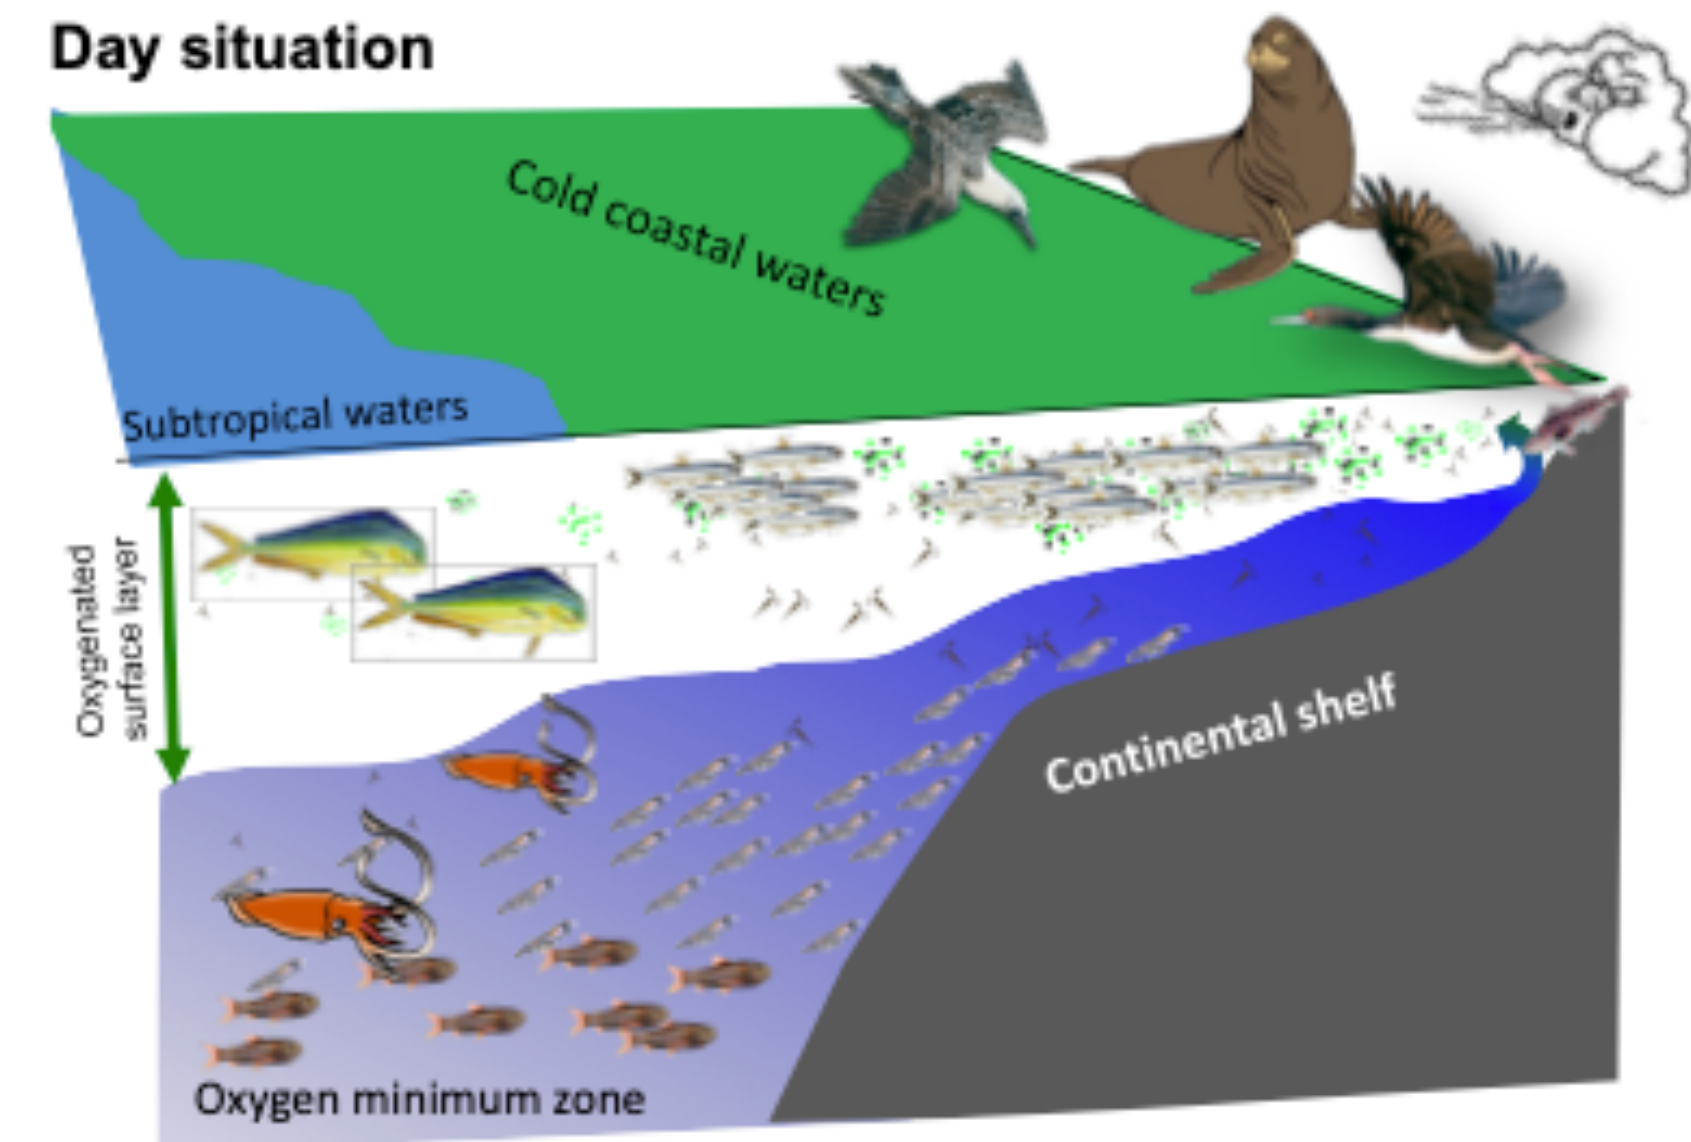 Day situation
Cold coastal waters
Subtropical waters
Oxygenated
surface layer
Continental shelf
Oxygen minimum zone